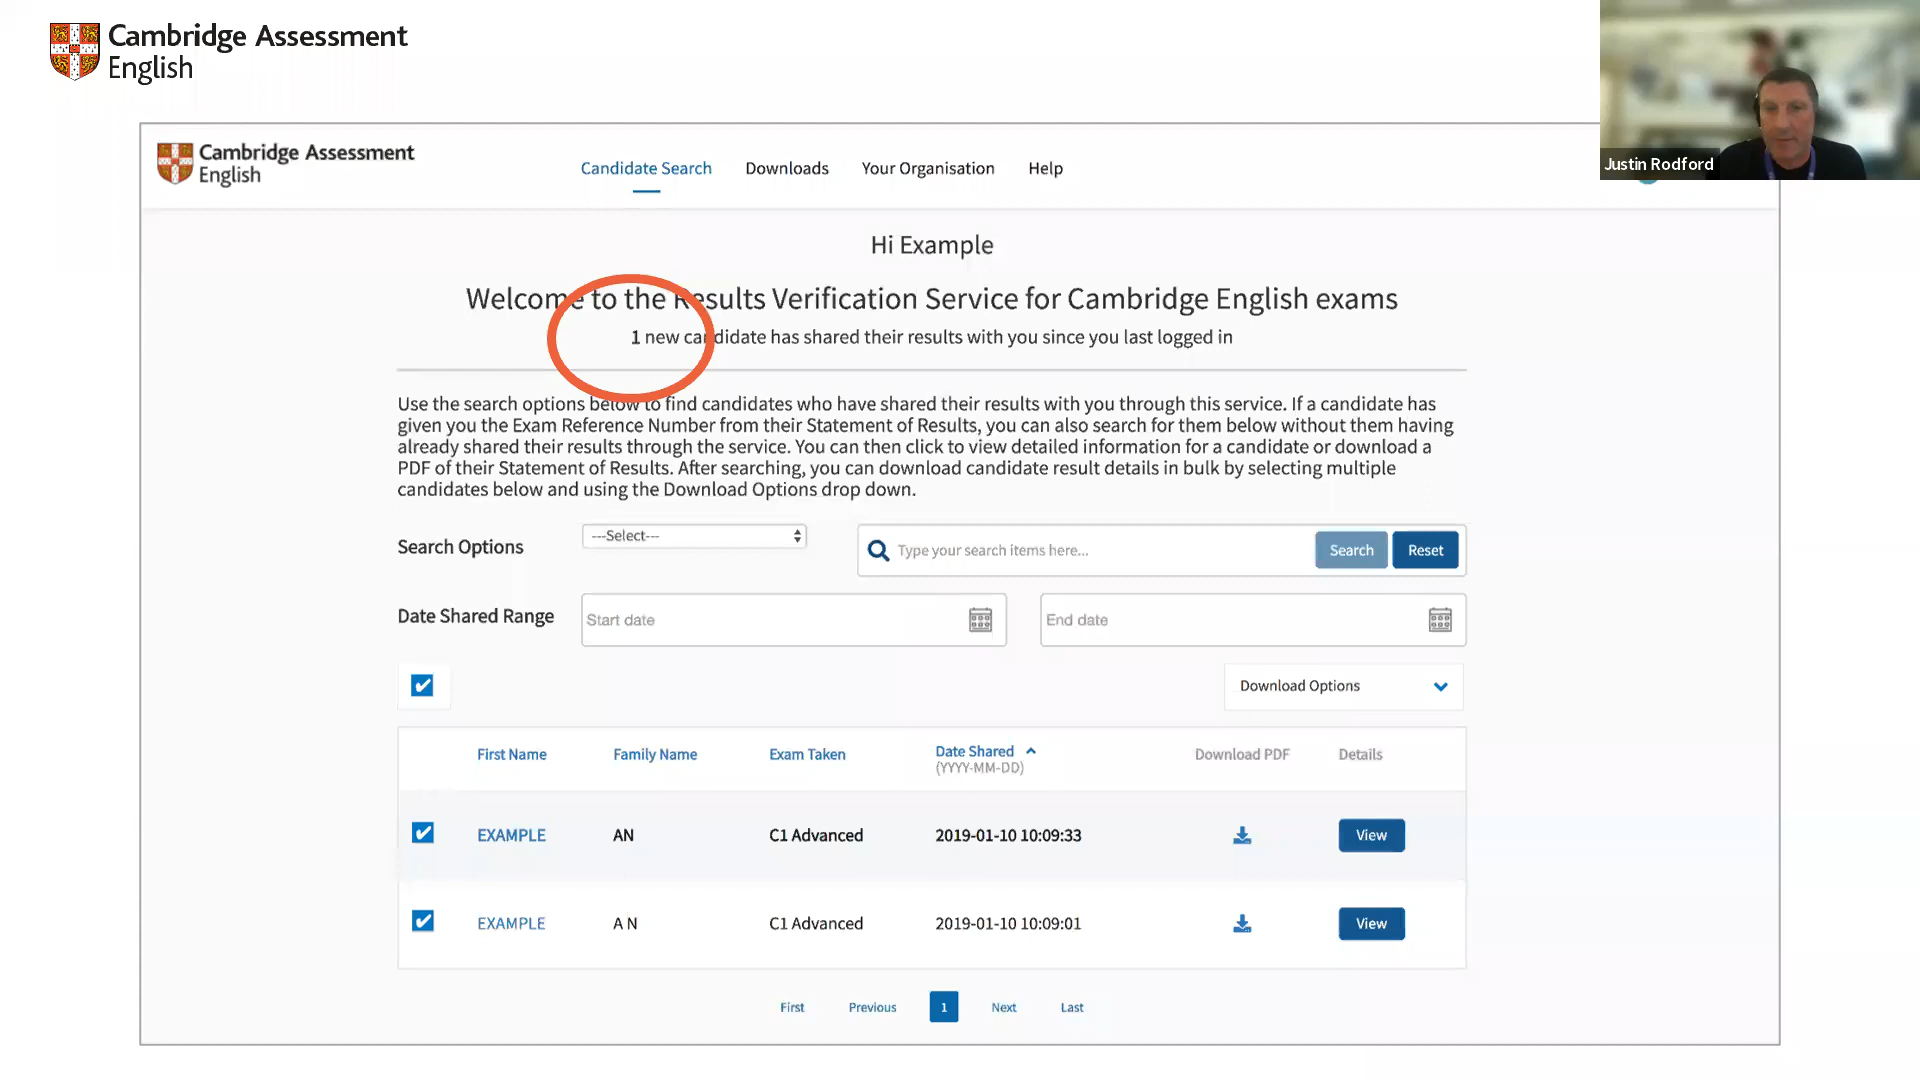 Cambridge Assessment
English
Justin Rodford
Cambridge Assessment
English
Candidate Search Downloads Your Organisation Help
Hi Example
Welcome to the Results Verification Service for Cambridge English exams
1 new candidate has shared their results with you since you last logged in
Use the search options below to find candidates who have shared their results with you through this service. If a candidate has
given you the Exam Reference Number from their Statement of Results, you can also search for them below without them having
already shared their results through the service. You can then click to view detailed information for a candidate or download a
PDF of their Statement of Results. After searching, you can download candidate result details in bulk by selecting multiple
candidates below and using the Download Options drop down.
Search Options ---Select--- Type your search items here... Search Reset
Date Shared Range Start date End date
Download Options
First Name Family Name Exam Taken Date Shared Download PDF Details
(YYYY-MM-DD)
EXAMPLE AN C1 Advanced 2019-01-10 10:09:33 View
EXAMPLE A N C1 Advanced 2019-01-10 10:09:01 View
First Previous 1 Next Last